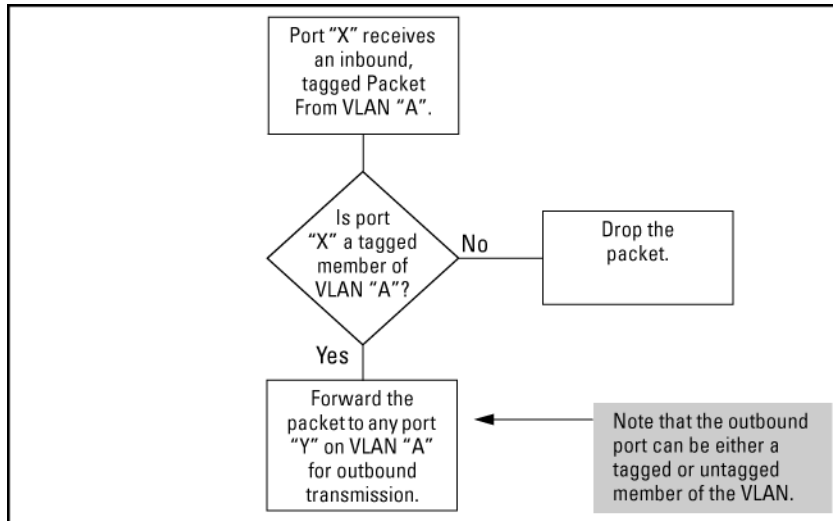 Port “X” receives
an inbound,
tagged Packet
From VLAN “A”.
Is port
“X” a tagged
member of
VLAN “A”?
No
Drop the
packet.
Yes
Forward the
packet to any port
“Y” on VLAN “A”
for outbound
transmission.
Note that the outbound
port can be either a
tagged or untagged
member of the VLAN.